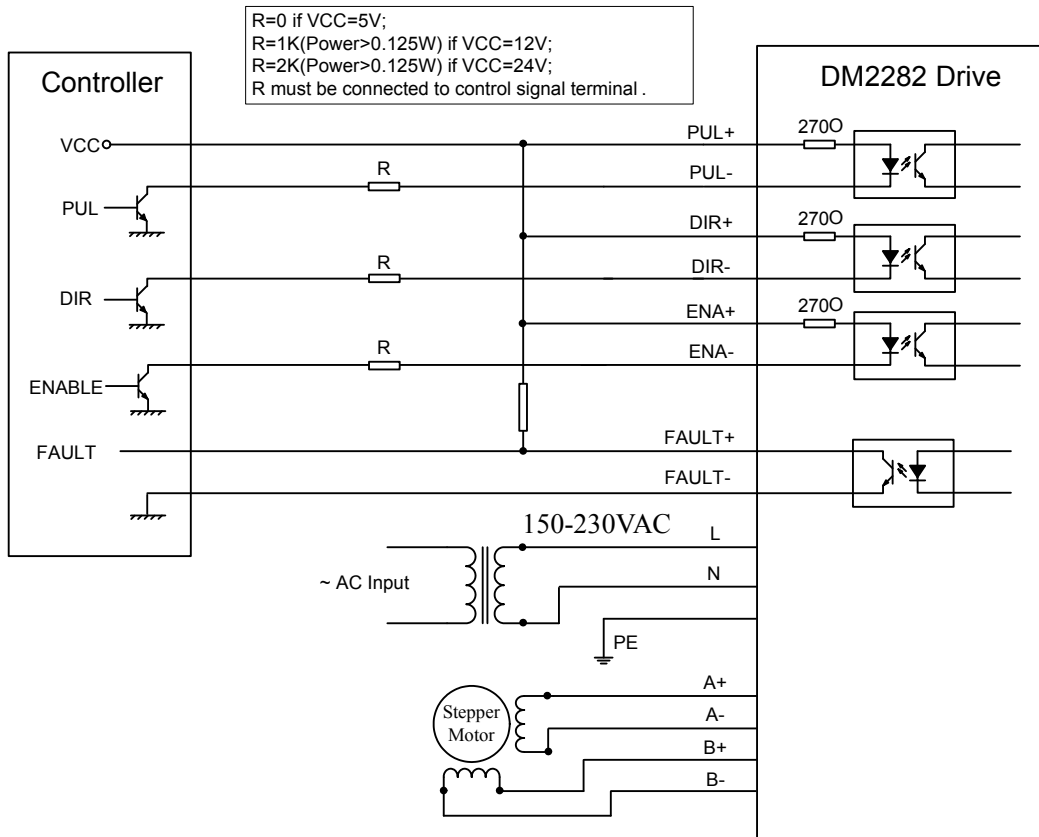 R=0 if VCC=5V;
R=1K(Power>0.125W) if VCC=12V;
R=2K(Power>0.125W) if VCC=24V;
R must be connected to control signal terminal .
Controller
DM2282 Drive
VCC
PUL+
270O
R
PUL-
PUL
DIR+
270O
R
DIR-
DIR
ENA+
270O
R
ENA-
ENABLE
FAULT
FAULT+
FAULT-
150-230VAC
L
~ AC Input
N
PE
A+
Stepper
Motor
A-
B+
B-